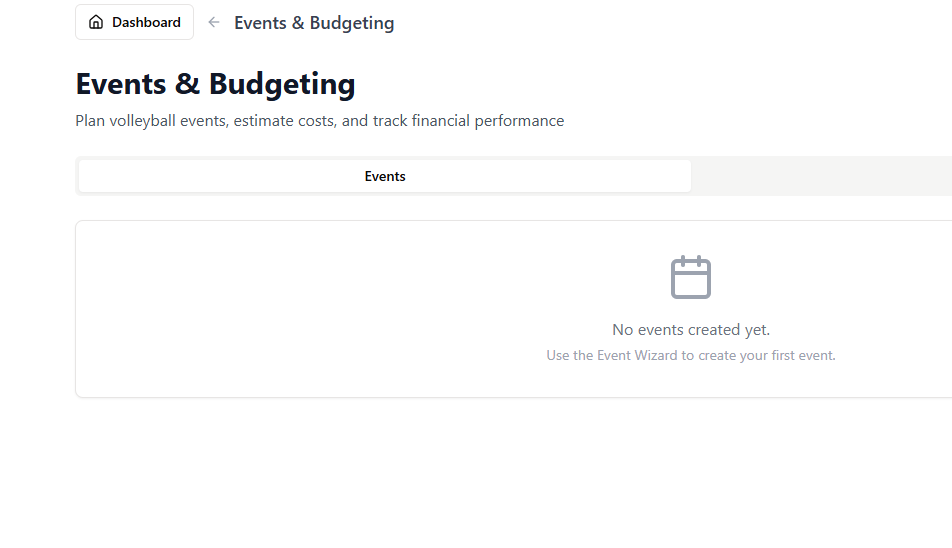 Dashboard
Events & Budgeting
Events & Budgeting
Plan volleyball events, estimate costs, and track financial performance
Events
No events created yet.
Use the Event Wizard to create your first event.